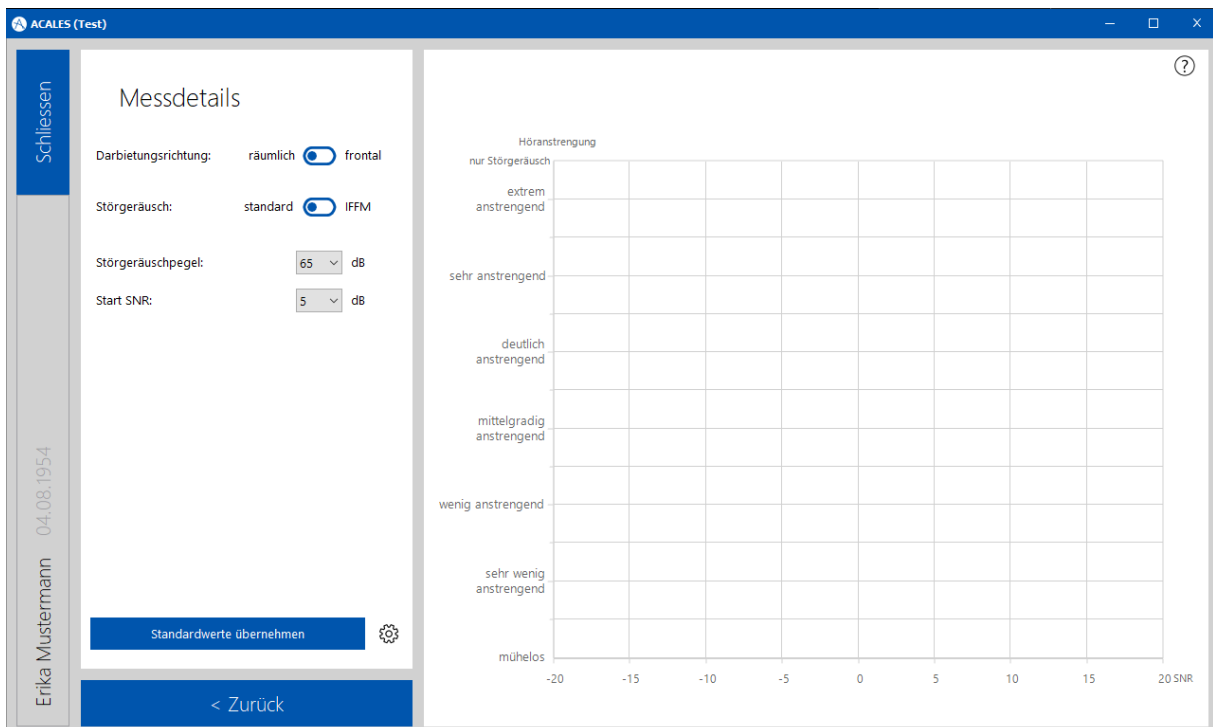 ACALES (Test)
Schliessen
Erika Mustermann 04.08.1954
Messdetails
Darbietungsrichtung: räumlich frontal
Störgeräusch: standard IFFM
Störgeräuschpegel: 65 dB
Start SNR: 5 dB
Standardwerte übernehmen
< Zurück
?
Höranstrengung
nur Störgeräusch
extrem
anstrengend
sehr anstrengend
deutlich
anstrengend
mittelgradig
anstrengend
wenig anstrengend
sehr wenig
anstrengend
mühelos
-20 -15 -10 -5 0 5 10 15 20 SNR